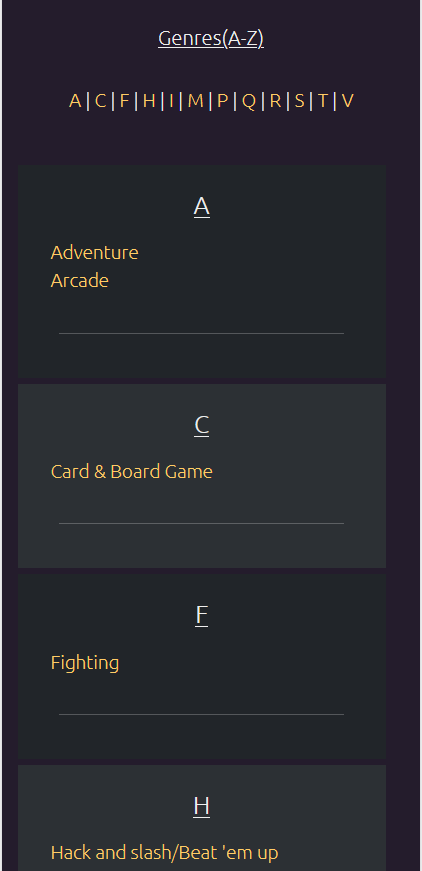 Genres(A-Z)
A | C | F | H | I | M | P | Q | R | S | T | V
A
Adventure
Arcade
C
Card & Board Game
F
Fighting
H
Hack and slash/Beat 'em up